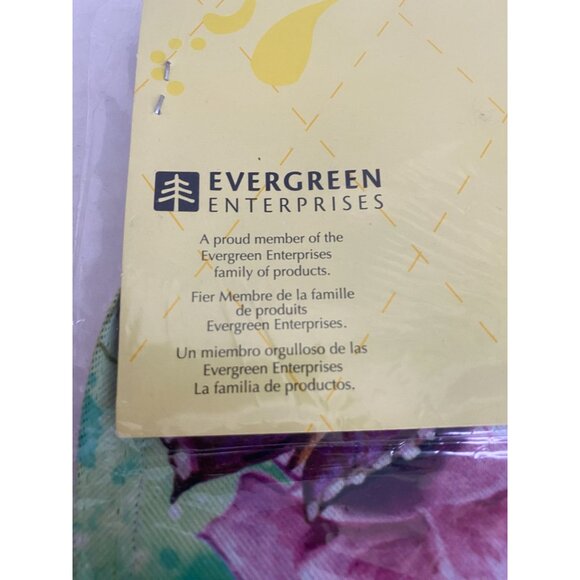 EVERGREEN
ENTERPRISES
A proud member of the
Evergreen Enterprises
family of products.
Fier Membre de la famille
de produits
Evergreen Enterprises.
Un miembro orgulloso de las
Evergreen Enterprises
La familia de productos.